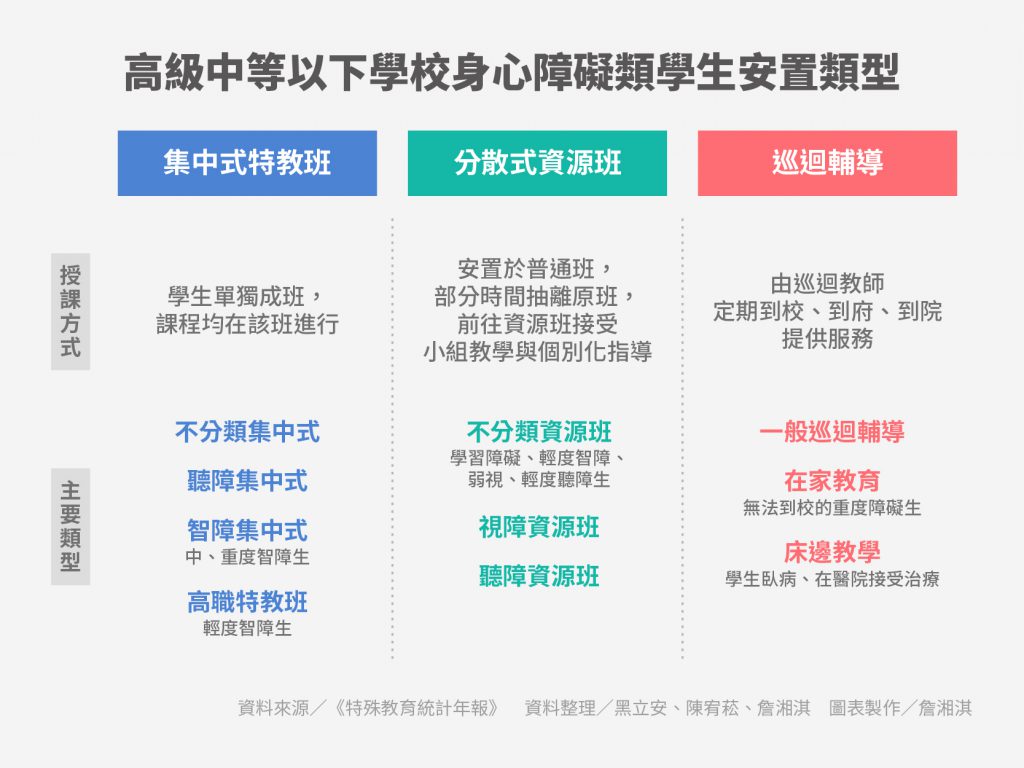 高級中等以下學校身心障礙類學生安置類型
集中式特教班
分散式資源班
巡迴輔導
授課方式
學生單獨成班，
課程均在該班進行
安置於普通班，
部分時間抽離原班，
前往資源班接受
小組教學與個別化指導
由巡迴教師
定期到校、到府、到院
提供服務
主要類型
不分類集中式
聽障集中式
智障集中式
中、重度智障生
高職特教班
輕度智障生
不分類資源班
學習障礙、輕度智障、
弱視、輕度聽障生
視障資源班
聽障資源班
一般巡迴輔導
在家教育
無法到校的重度障礙生
床邊教學
學生臥病、在醫院接受治療
資料來源／《特殊教育統計年報》 資料整理／黑立安、陳宥菘、詹湘淇 圖表製作／詹湘淇